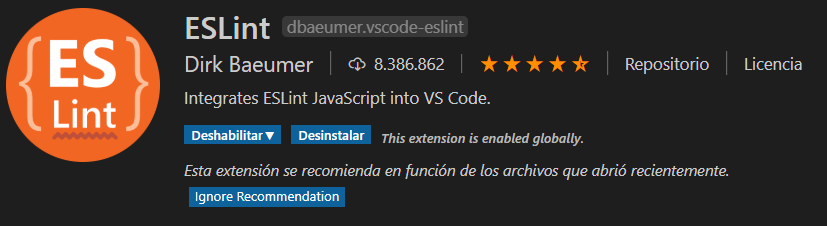 {ES}
Lint
ESLint dbaeumer.vscode-eslint
Dirk Baeumer | 8.386.862 | ★★★★ | Repositorio | Licencia
Integrates ESLint JavaScript into VS Code.
Deshabilitar▼ Desinstalar This extension is enabled globally.
Esta extensión se recomienda en función de los archivos que abrió recientemente.
Ignore Recommendation